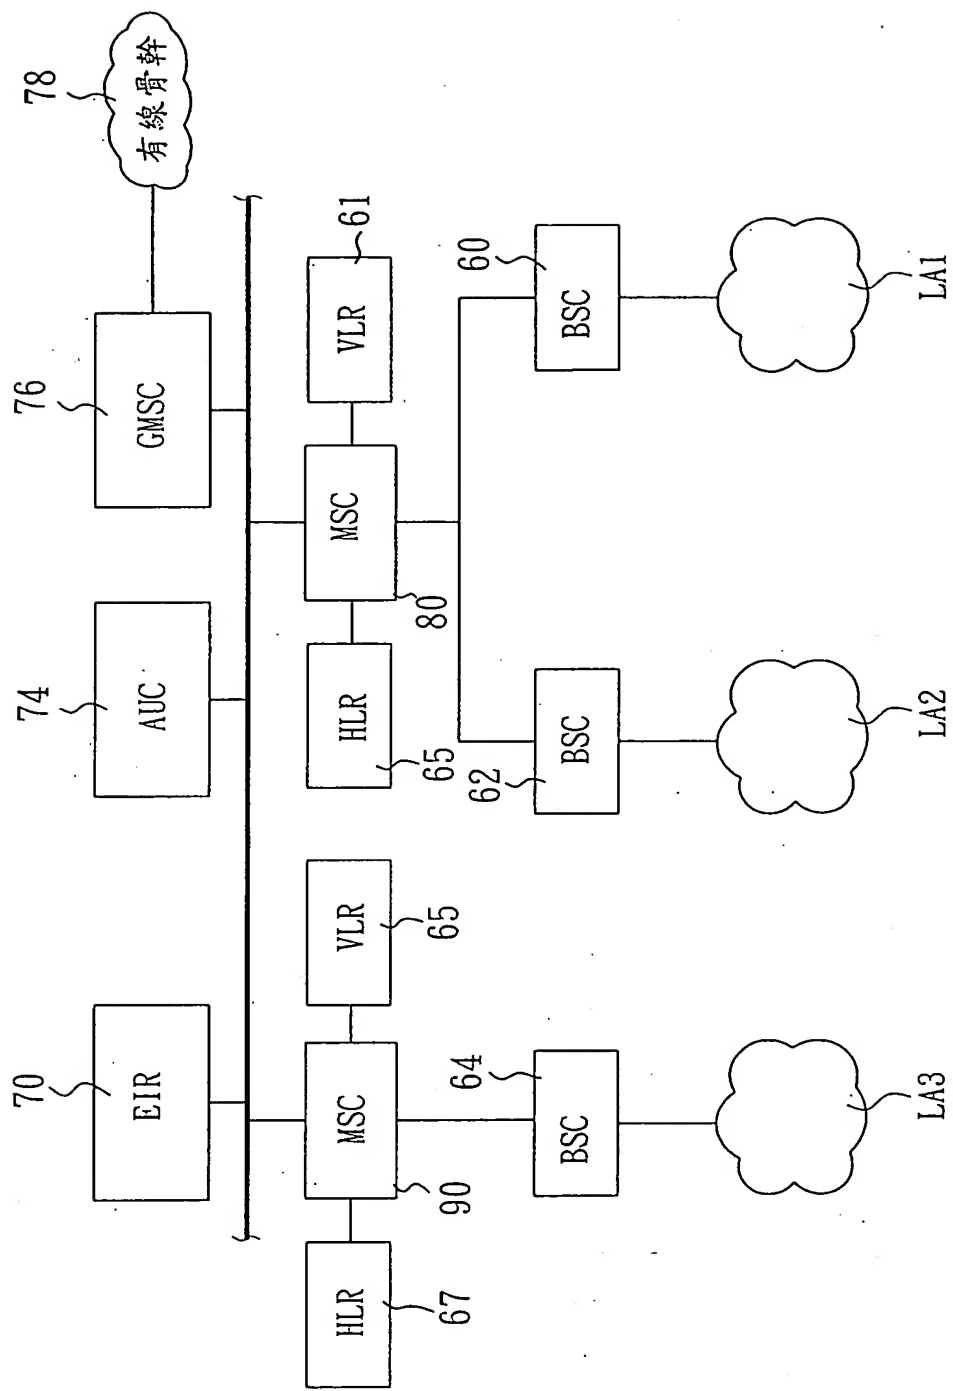 70
EIR
74
AUC
76
GMSC
78
有線骨幹
HLR
67
MSC
90
VLR
65
HLR
65
MSC
80
VLR
61
BSC
64
BSC
62
BSC
60
LA3
LA2
LA1